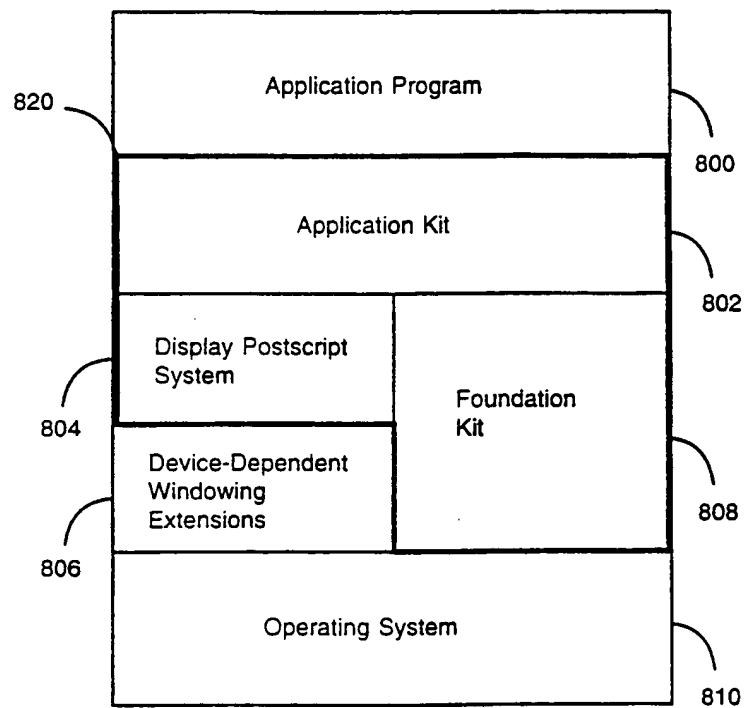 Application Program
820
800
Application Kit
802
Display Postscript
System
Foundation
Kit
804
Device-Dependent
Windowing
Extensions
808
806
Operating System
810